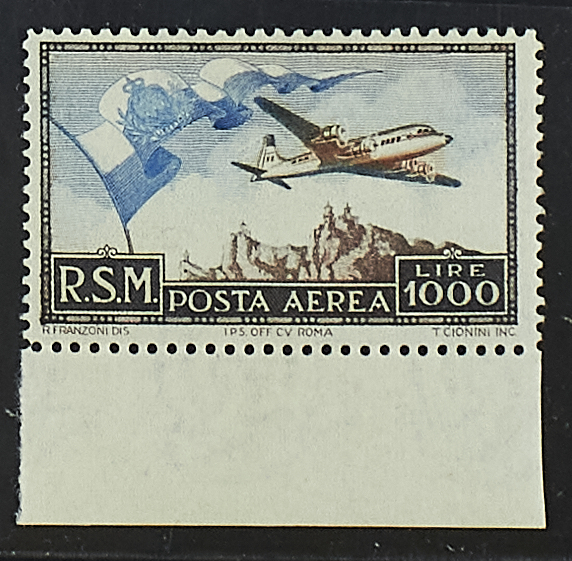 R.S.M.
POSTA AEREA
LIRE
1000
R.FRANZONI DIS.
I.P.S. OFF. C.V. ROMA
T.CIONINI INC.